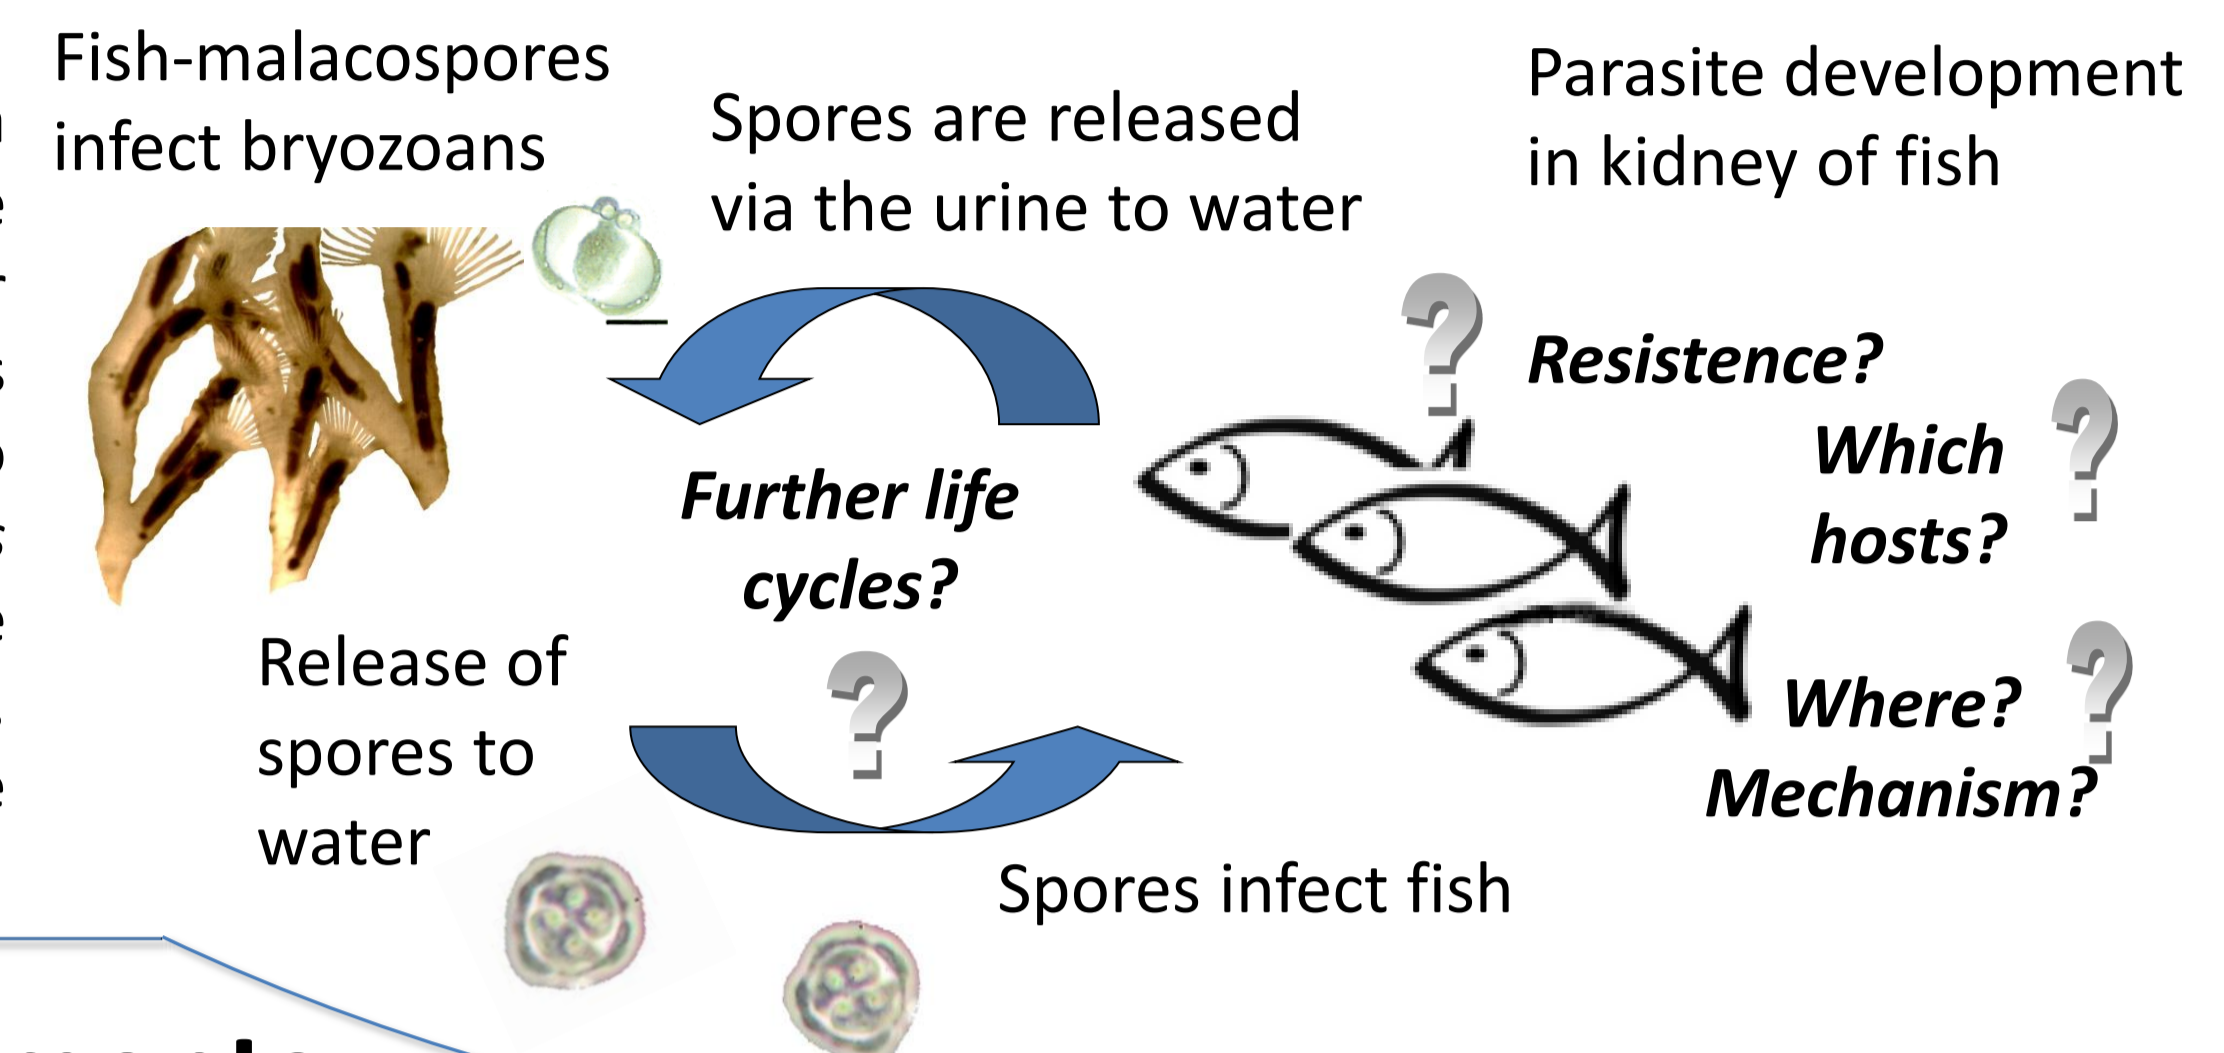 Fish-malacospores
infect bryozoans
Spores are released
via the urine to water
Parasite development
in kidney of fish
Resistence?
Which
hosts?
Further life
cycles?
Where?
Mechanism?
Release of
spores to
water
Spores infect fish